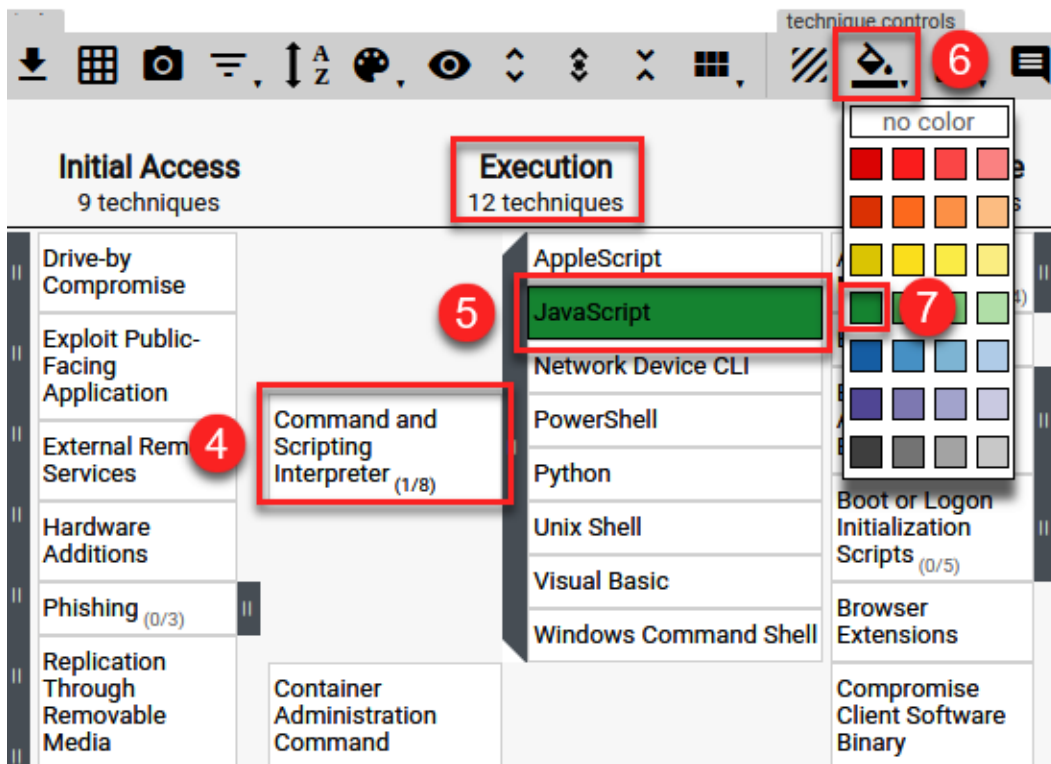 technique controls
A
Z
6
no color
Initial Access
9 techniques
Execution
12 techniques
Drive-by
Compromise
Exploit Public-
Facing
Application
External
Services
Hardware
Additions
Phishing (0/3)
Replication
Through
Removable
Media
4
Command and
Scripting
Interpreter (1/8)
Container
Administration
Command
5
AppleScript
JavaScript
Network Device CLI
PowerShell
Python
Unix Shell
Visual Basic
Windows Command Shell
7
Boot or Logon
Initialization
Scripts (0/5)
Browser
Extensions
Compromise
Client Software
Binary